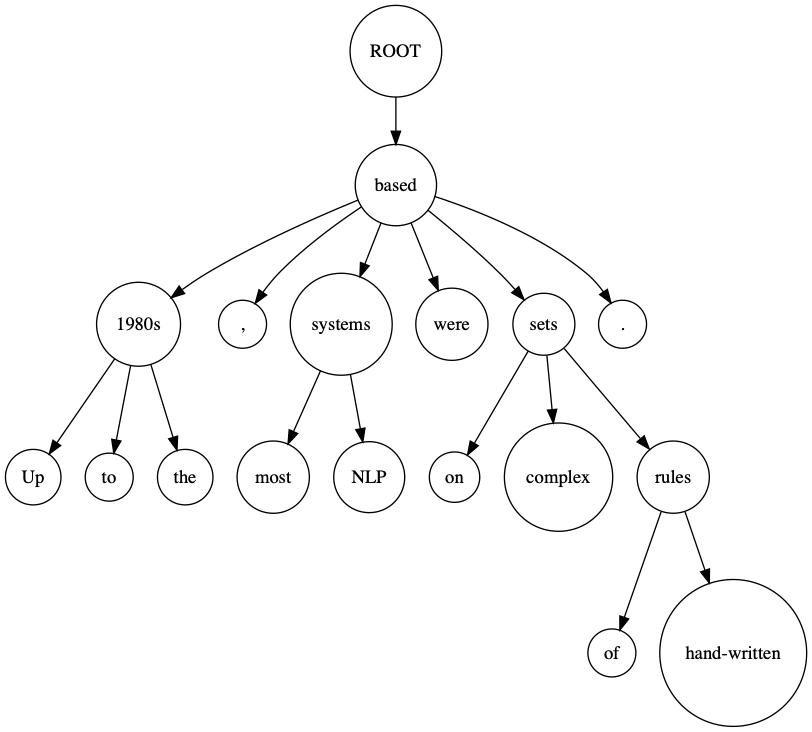 ROOT
based
1980s , systems were sets .
Up to the most NLP on complex rules
of hand-written